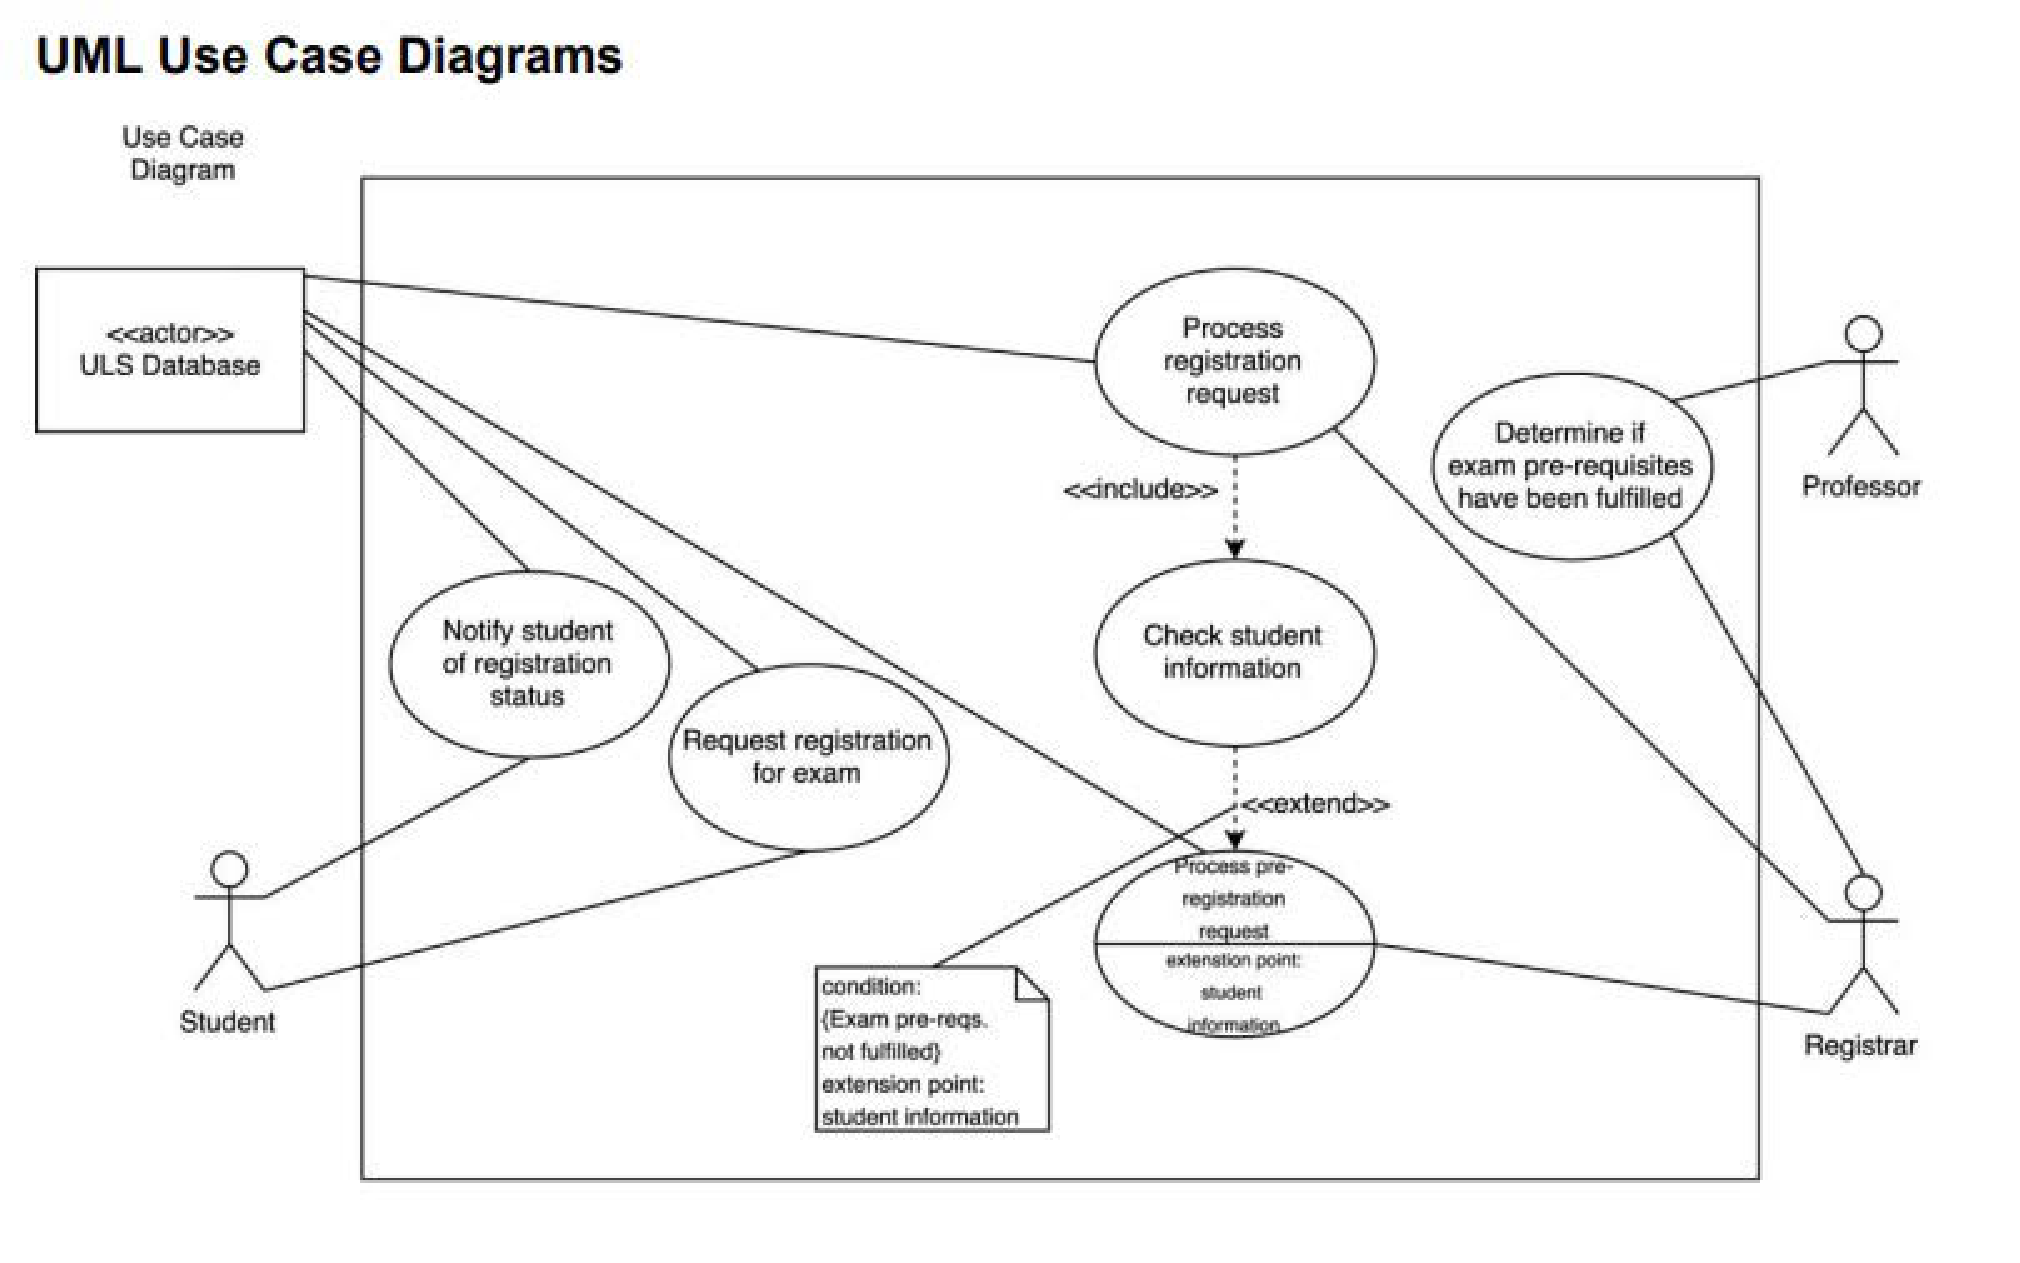 UML Use Case Diagrams
Use Case
Diagram
<<actor>>
ULS Database
Process
registration
request
Determine if
exam pre-requisites
have been fulfilled
Professor
<<include>>
Notify student
of registration
status
Check student
information
Request registration
for exam
<<extend>>
Process pre-
registration
request
extenstion point:
student
information
condition:
{Exam pre-reqs.
not fulfilled}
extension point:
student information
Student
Registrar